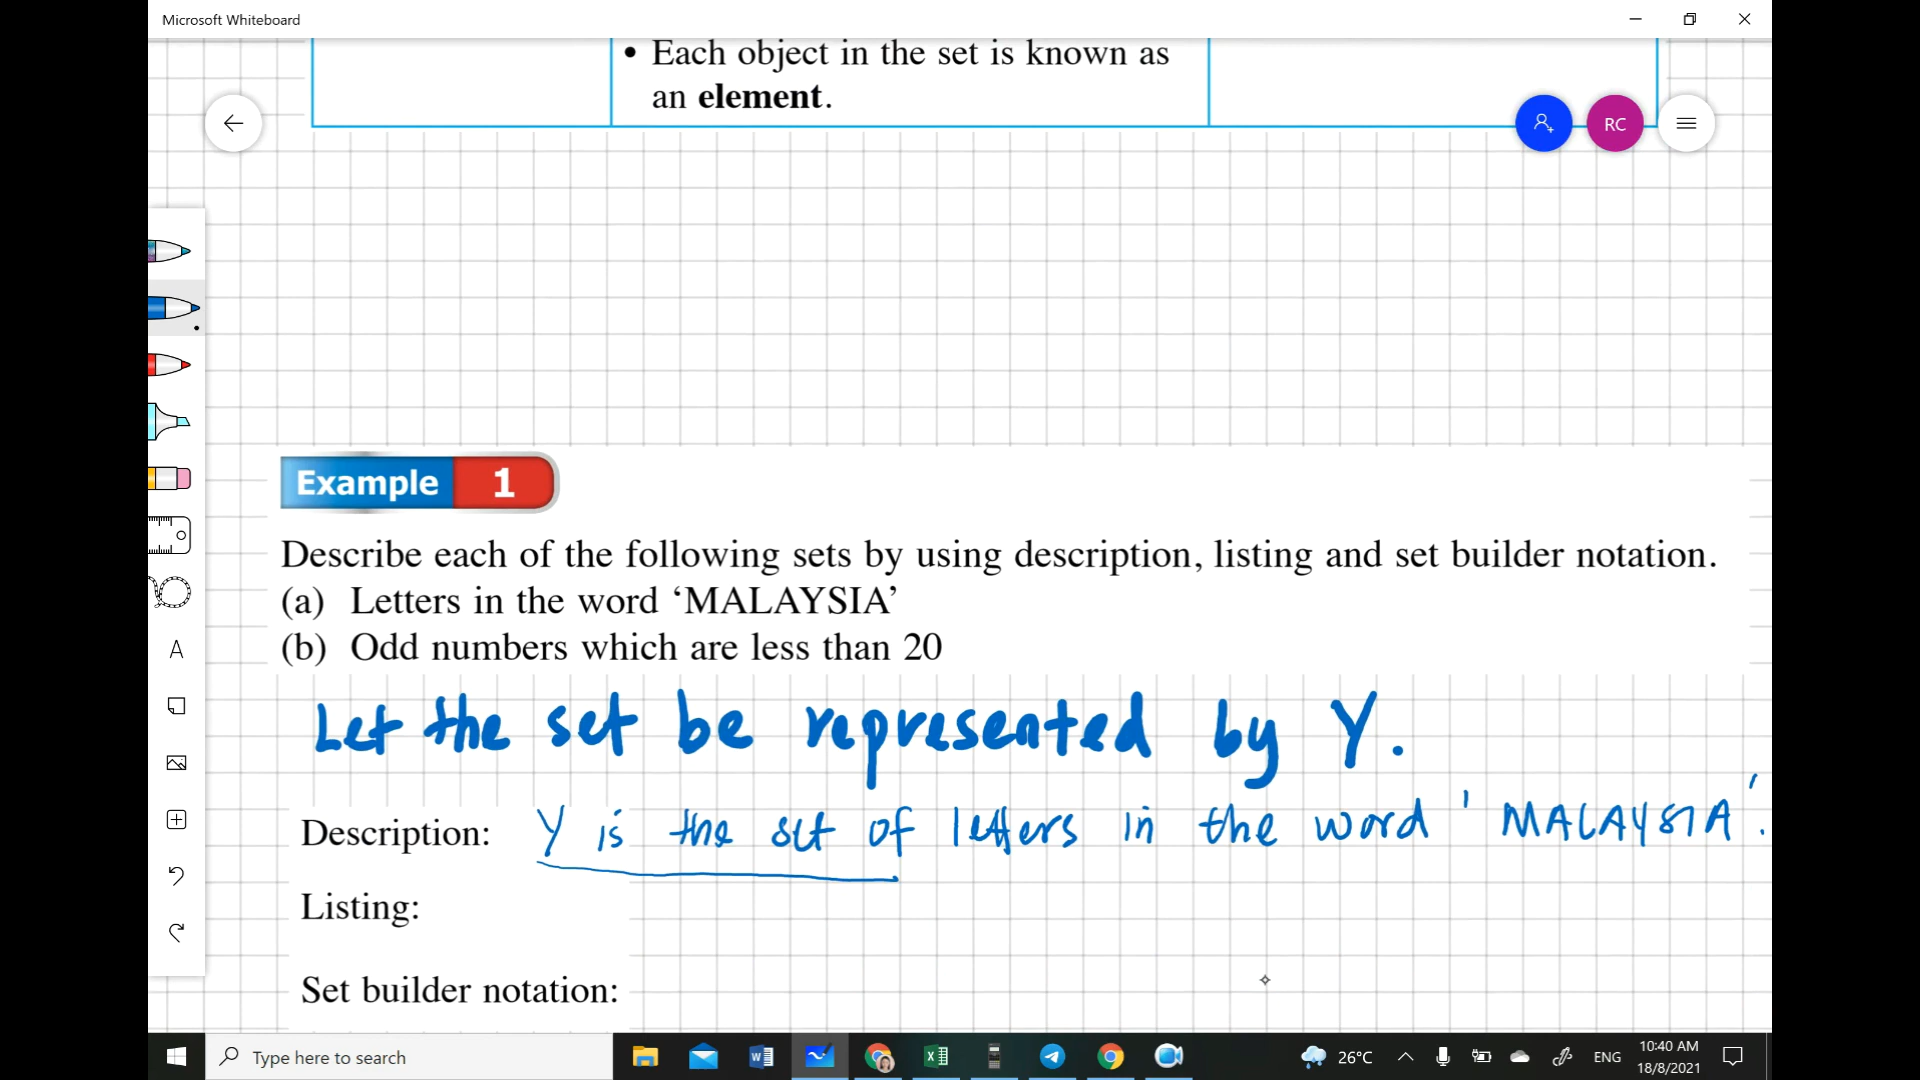 Microsoft Whiteboard
• Each object in the set is known as
an element.
RC
Example 1
Describe each of the following sets by using description, listing and set builder notation.
(a) Letters in the word ‘MALAYSIA’
(b) Odd numbers which are less than 20
Let the set be represented by Y.
Description: Y is the set of letters in the word 'MALAYSIA'.
Listing:
Set builder notation:
A
Type here to search
26°C
ENG
10:40 AM
18/8/2021